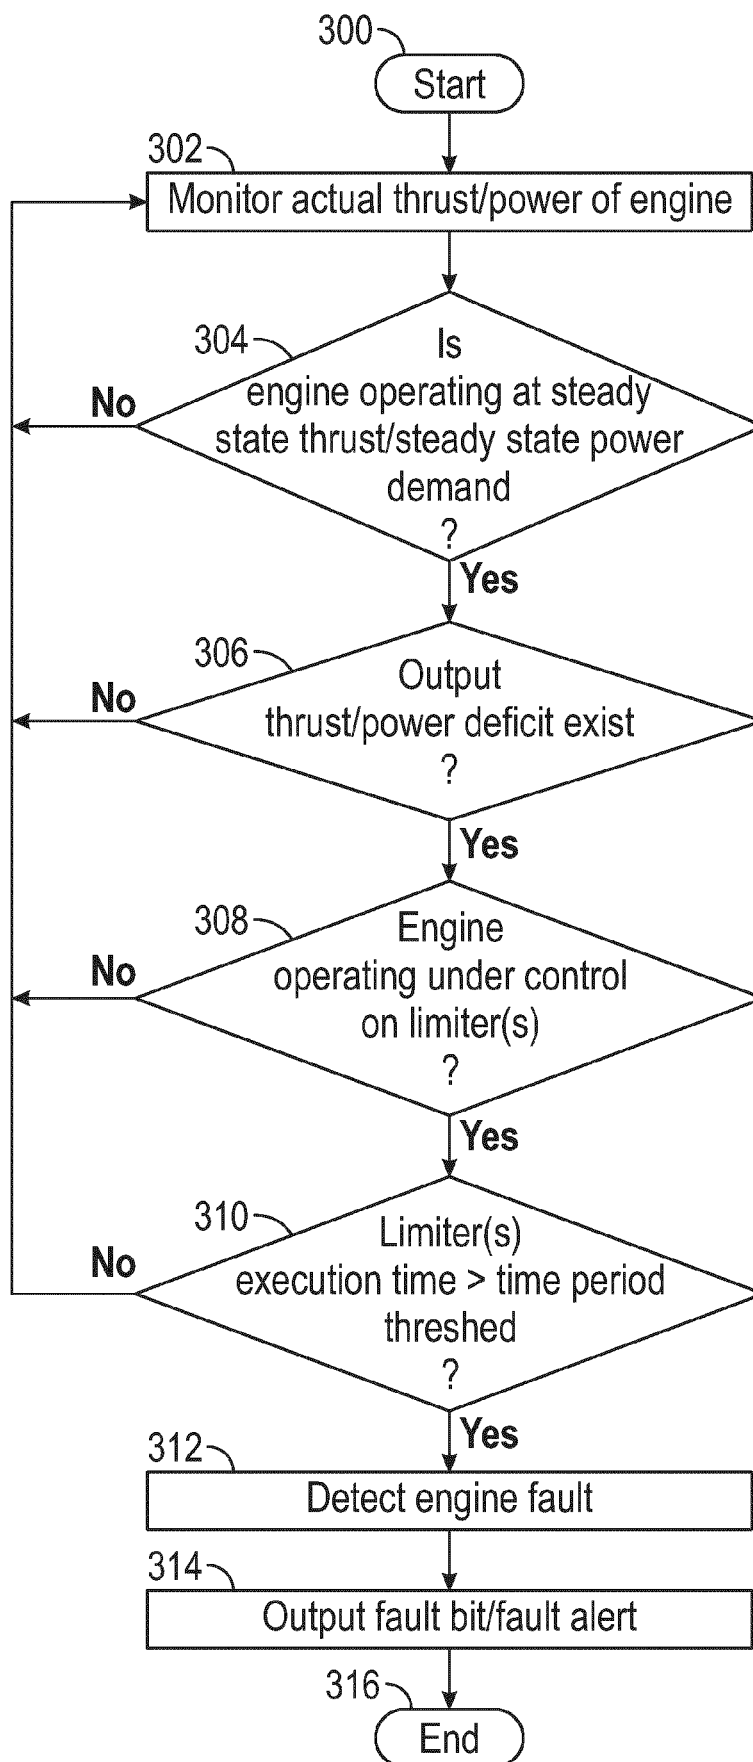 300
Start
302
Monitor actual thrust/power of engine
304
Is
engine operating at steady
state thrust/steady state power
demand
?
No
Yes
306
Output
thrust/power deficit exist
?
No
Yes
308
Engine
operating under control
on limiter(s)
?
No
Yes
310
Limiter(s)
execution time > time period
threshed
?
No
Yes
312
Detect engine fault
314
Output fault bit/fault alert
316
End